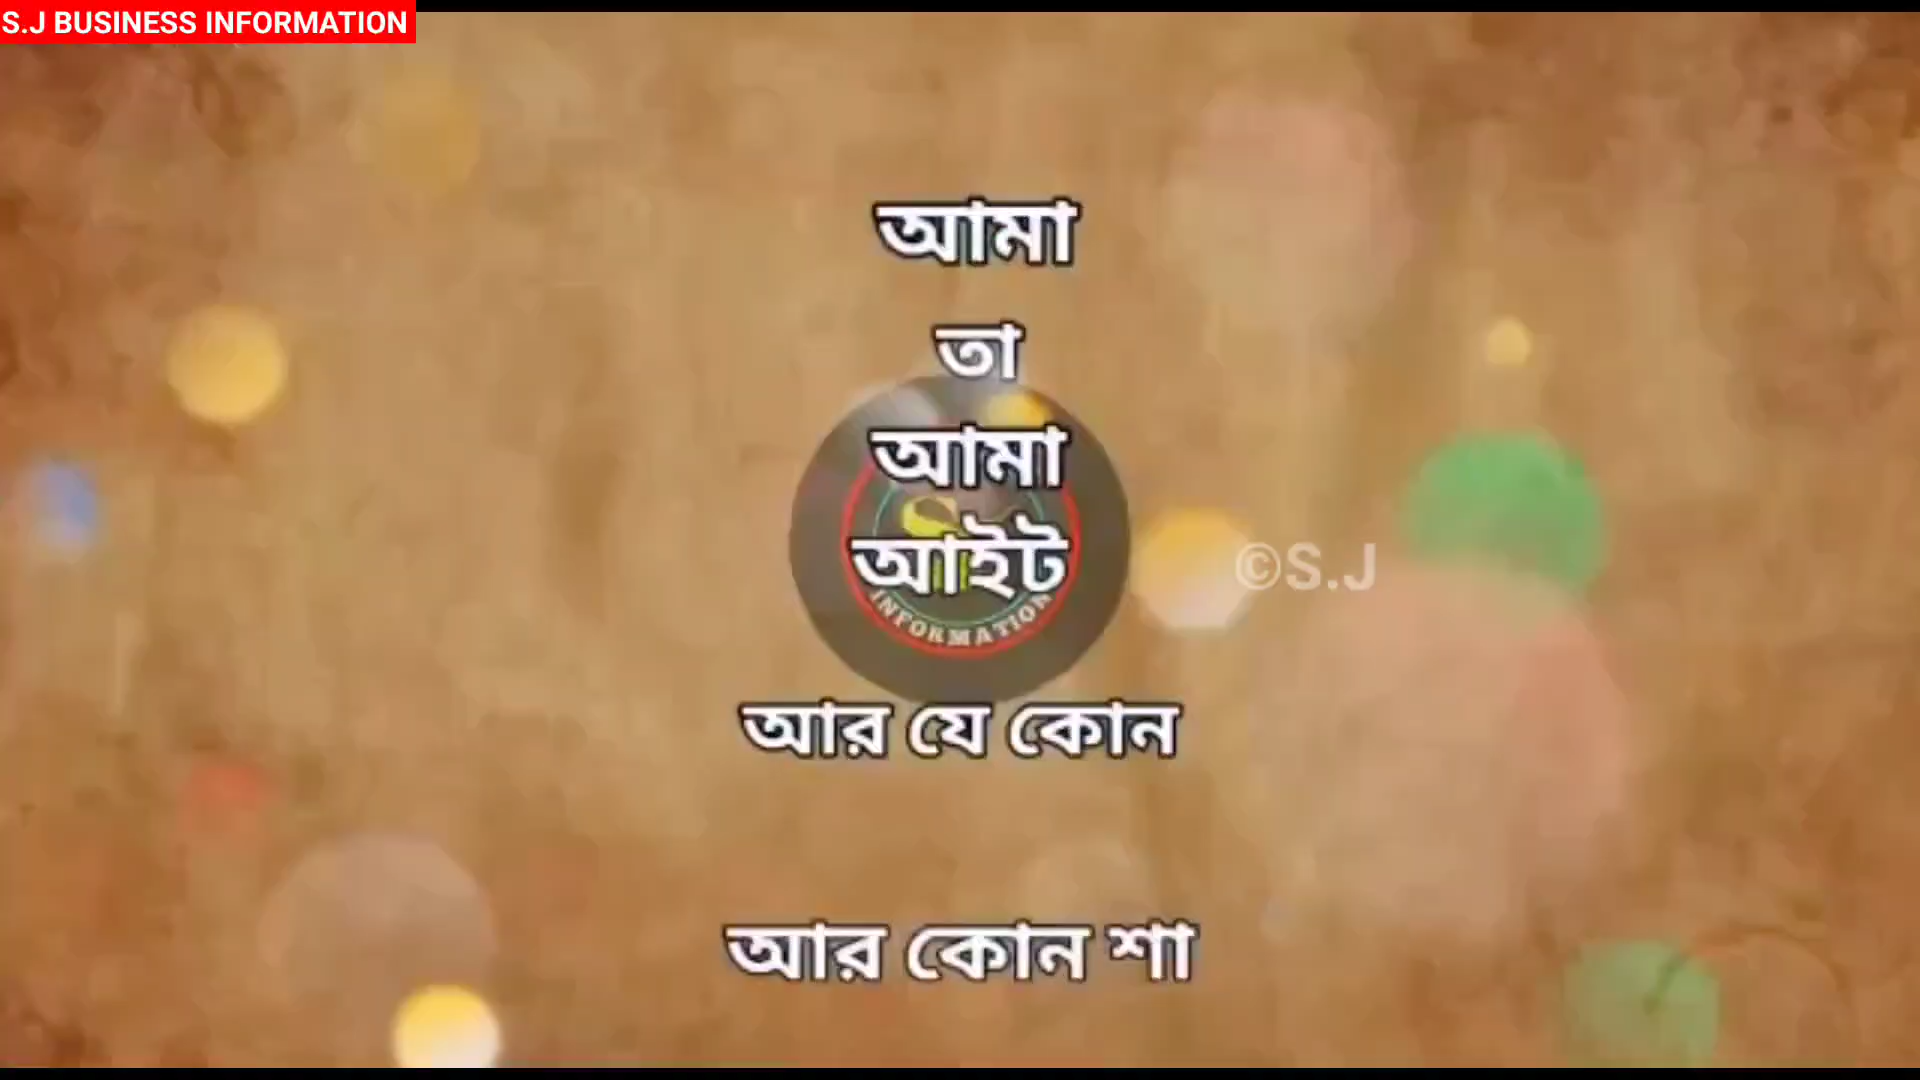 S.J BUSINESS INFORMATION
আমা
তা
আমা
আইট
©S.J
INFORMATION
আর যে কোন
আর কোন শা